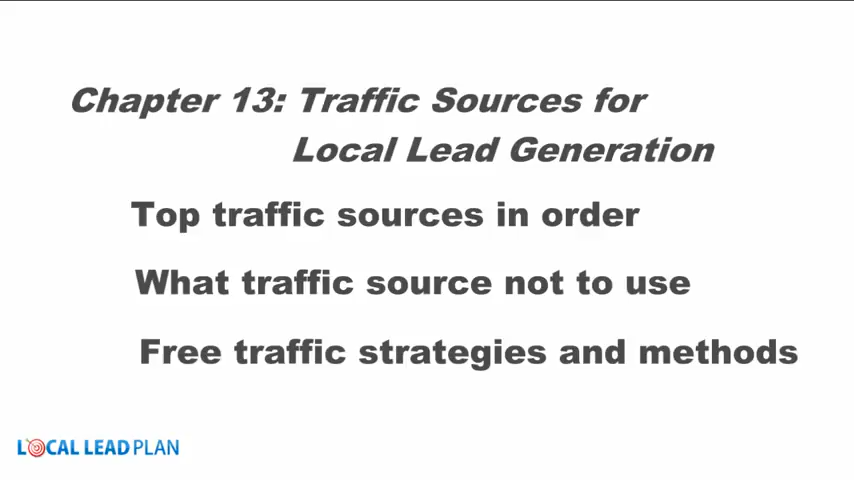 Chapter 13: Traffic Sources for
Local Lead Generation
Top traffic sources in order
What traffic source not to use
Free traffic strategies and methods
LOCAL LEAD PLAN